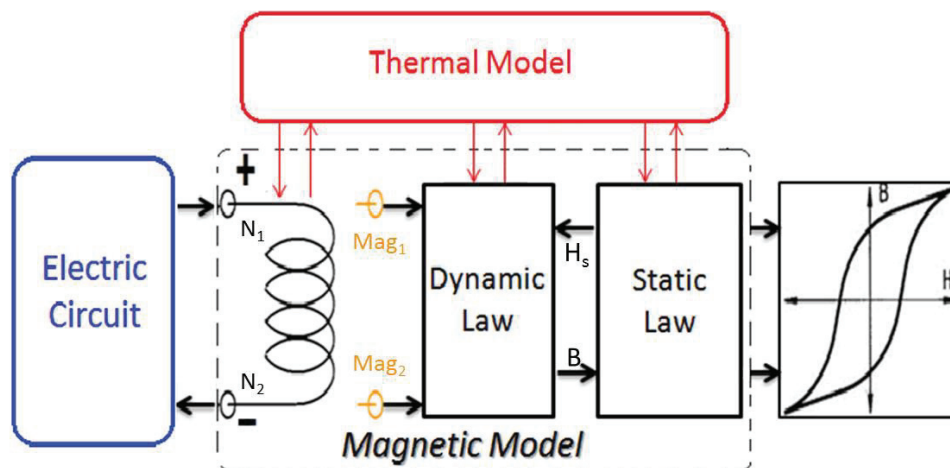 Thermal Model
+
N₁
Mag₁
Electric
Circuit
Dynamic
Law
Hₛ
B
Static
Law
B
H
N₂
Mag₂
-
Magnetic Model